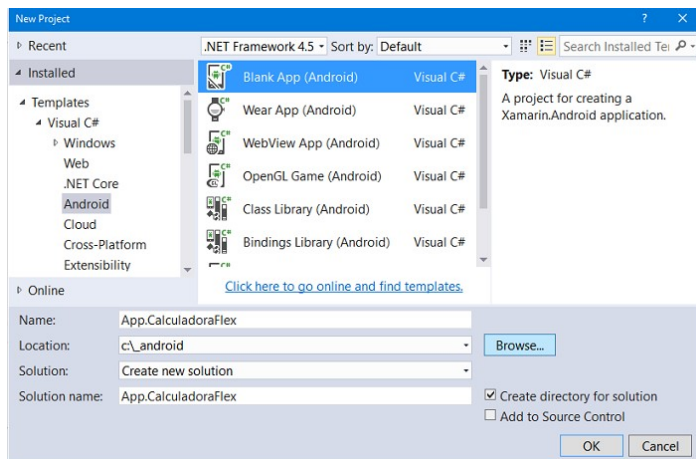 New Project ? X
Recent
.NET Framework 4.5 Sort by: Default
Search Installed Te
Installed
Templates
Visual C#
Windows
Web
.NET Core
Android
Cloud
Cross-Platform
Extensibility
Online
Blank App (Android) Visual C#
Wear App (Android) Visual C#
WebView App (Android) Visual C#
OpenGL Game (Android) Visual C#
Class Library (Android) Visual C#
Bindings Library (Android) Visual C#
Click here to go online and find templates.
Type: Visual C#
A project for creating a
Xamarin.Android application.
Name: App.CalculadoraFlex
Location: c:\_android Browse...
Solution: Create new solution
Solution name: App.CalculadoraFlex
Create directory for solution
Add to Source Control
OK Cancel